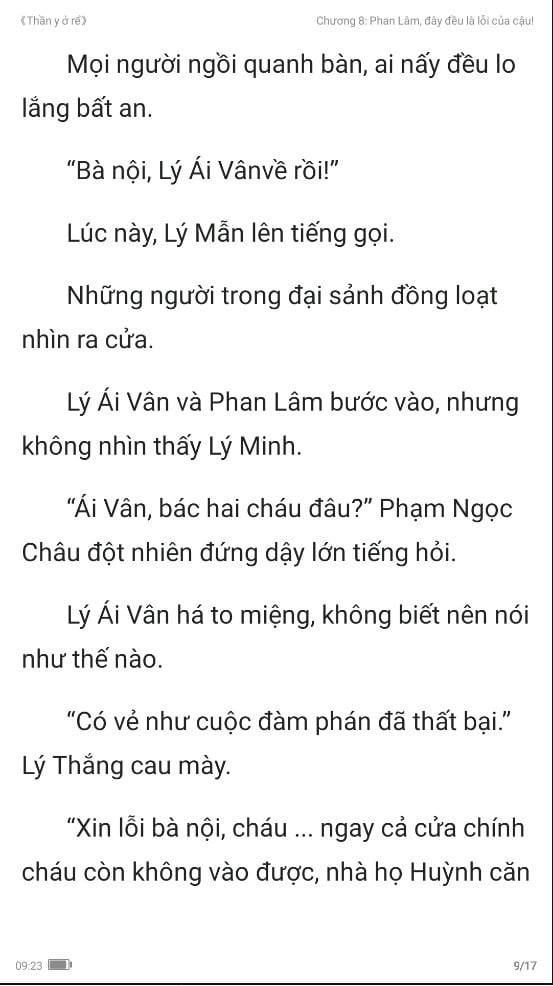 《Thần y ở rể》 Chương 8: Phan Lâm, đây đều là lỗi của cậu!
Mọi người ngồi quanh bàn, ai nấy đều lo
lắng bất an.
“Bà nội, Lý Ái Vânvề rồi!”
Lúc này, Lý Mẫn lên tiếng gọi.
Những người trong đại sảnh đồng loạt
nhìn ra cửa.
Lý Ái Vân và Phan Lâm bước vào, nhưng
không nhìn thấy Lý Minh.
“Ái Vân, bác hai cháu đâu?” Phạm Ngọc
Châu đột nhiên đứng dậy lớn tiếng hỏi.
Lý Ái Vân há to miệng, không biết nên nói
như thế nào.
“Có vẻ như cuộc đàm phán đã thất bại.”
Lý Thắng cau mày.
“Xin lỗi bà nội, cháu ... ngay cả cửa chính
cháu còn không vào được, nhà họ Huỳnh căn
09:23 9/17